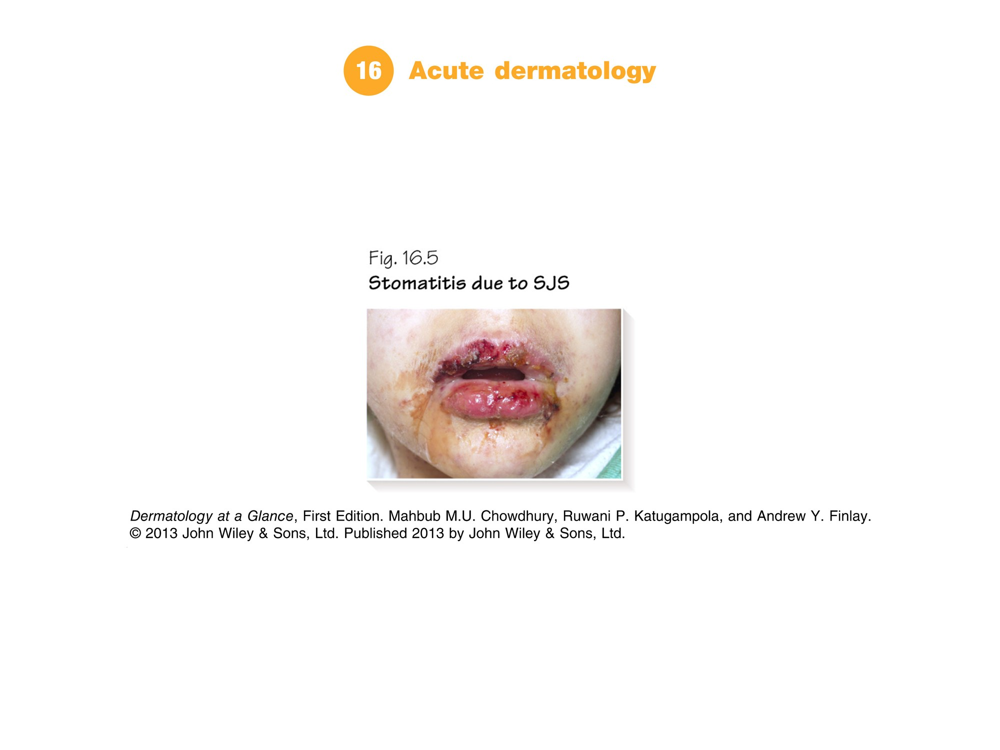 16 Acute dermatology
Fig. 16.5
Stomatitis due to SJS
Dermatology at a Glance, First Edition. Mahbub M.U. Chowdhury, Ruwani P. Katugampola, and Andrew Y. Finlay.
© 2013 John Wiley & Sons, Ltd. Published 2013 by John Wiley & Sons, Ltd.